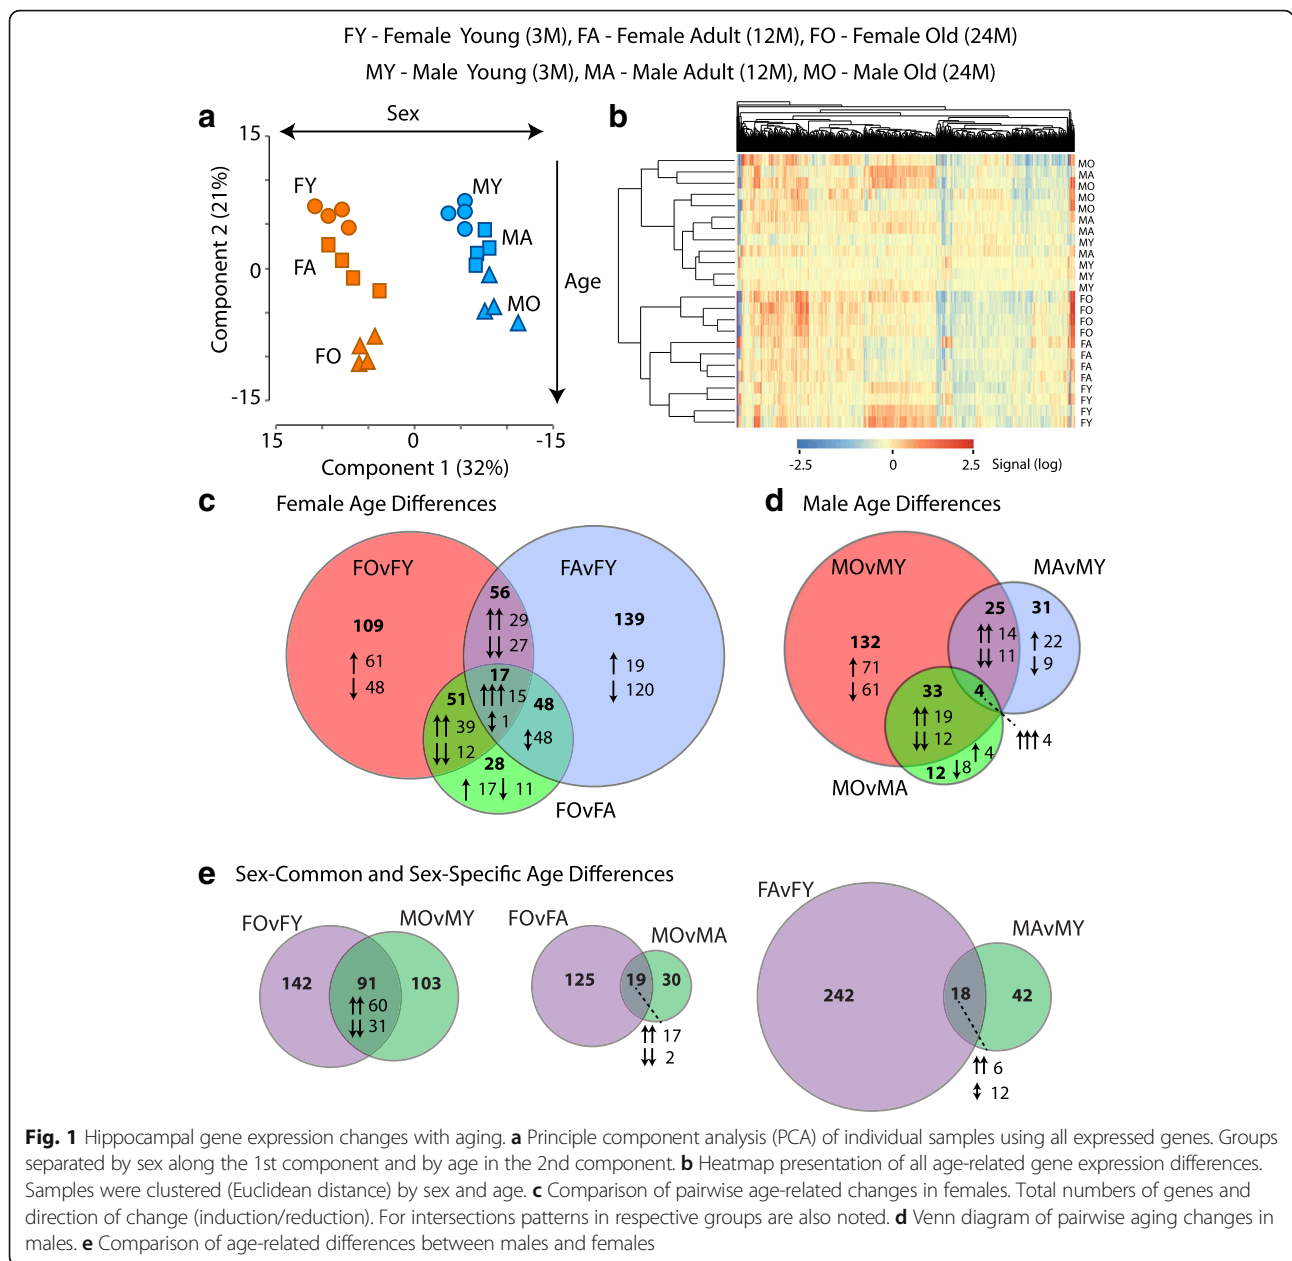 FY - Female Young (3M), FA - Female Adult (12M), FO - Female Old (24M)
MY - Male Young (3M), MA - Male Adult (12M), MO - Male Old (24M)
a
Sex
15
0
-15
Component 2 (21%)
FY
FA
FO
MY
MA
MO
Age
15
0
-15
Component 1 (32%)
b
MO
MA
MO
MO
MO
MA
MA
MY
MA
MY
MY
MY
FO
FO
FO
FO
FA
FA
FA
FA
FY
FY
FY
FY
-2.5
0
2.5
Signal (log)
c Female Age Differences
FOvFY
FAvFY
109
↑ 61
↓ 48
56
↑↑ 29
↓↓ 27
139
↑ 19
↓ 120
17
↑↑↑ 15
↕ 1
51
↑↑ 39
↓↓ 12
48
↕48
28
↑ 17 ↓ 11
FOvFA
d Male Age Differences
MOvMY
MAvMY
132
↑ 71
↓ 61
25
↑↑ 14
↓↓ 11
31
↑ 22
↓ 9
33
↑↑ 19
↓↓ 12
4
↑↑↑ 4
12 ↓8 ↑ 4
MOvMA
e Sex-Common and Sex-Specific Age Differences
FOvFY
MOvMY
142
91
↑↑ 60
↓↓ 31
103
FOvFA
MOvMA
125
19
30
↑↑ 17
↓↓ 2
FAvFY
MAvMY
242
18
42
↑↑ 6
↕ 12
Fig. 1 Hippocampal gene expression changes with aging. a Principle component analysis (PCA) of individual samples using all expressed genes. Groups
separated by sex along the 1st component and by age in the 2nd component. b Heatmap presentation of all age-related gene expression differences.
Samples were clustered (Euclidean distance) by sex and age. c Comparison of pairwise age-related changes in females. Total numbers of genes and
direction of change (induction/reduction). For intersections patterns in respective groups are also noted. d Venn diagram of pairwise aging changes in
males. e Comparison of age-related differences between males and females